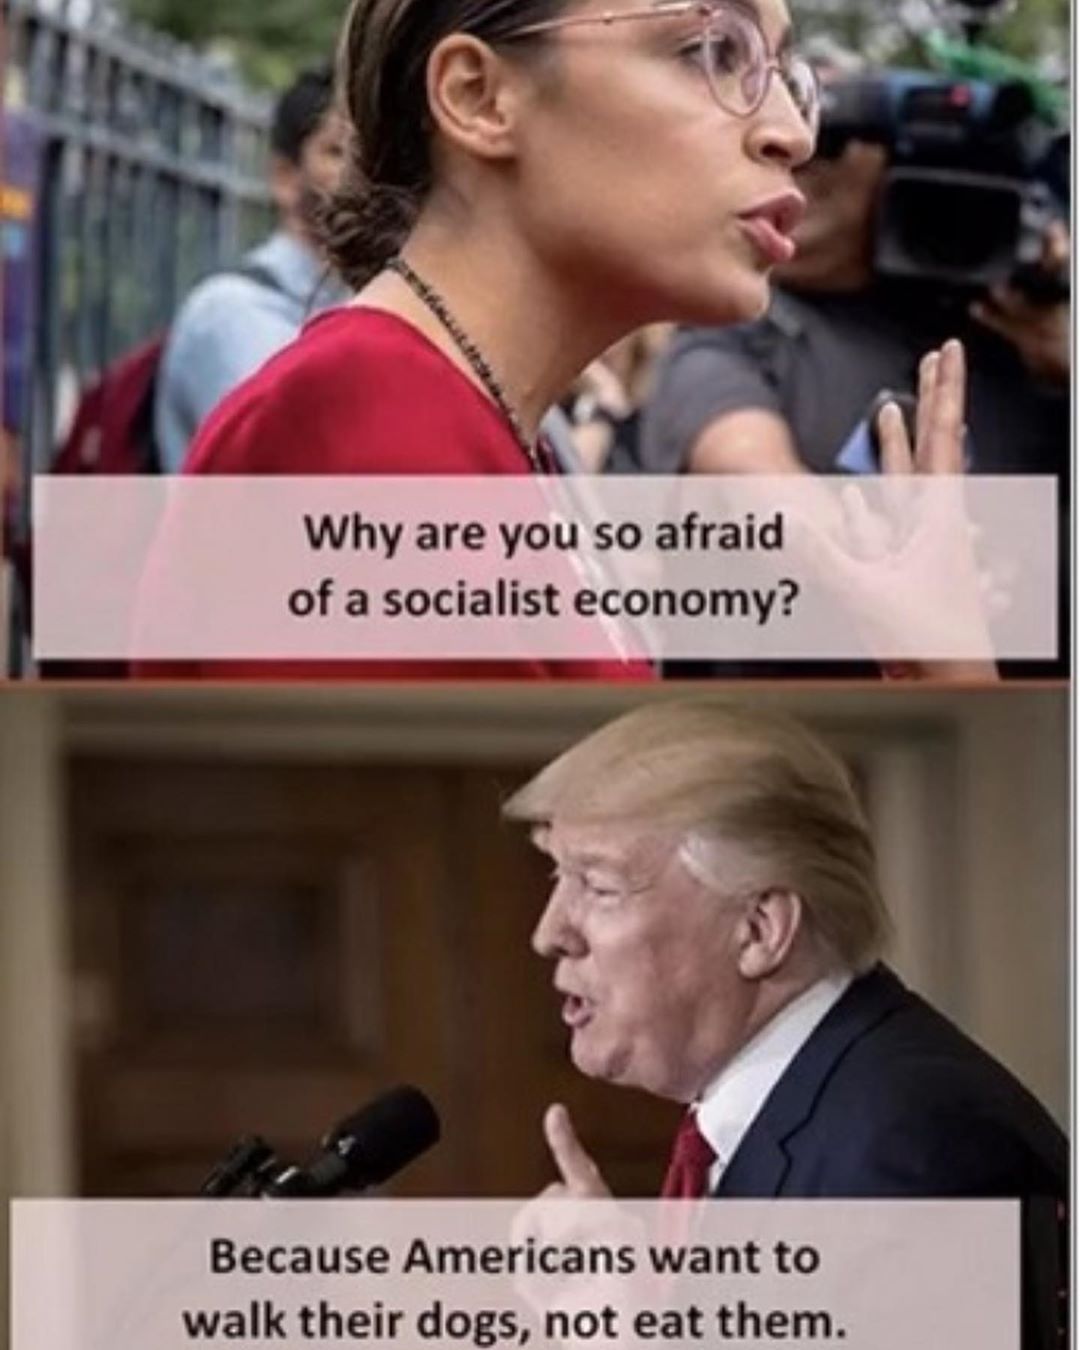 Why are you so afraid
of a socialist economy?
Because Americans want to
walk their dogs, not eat them.